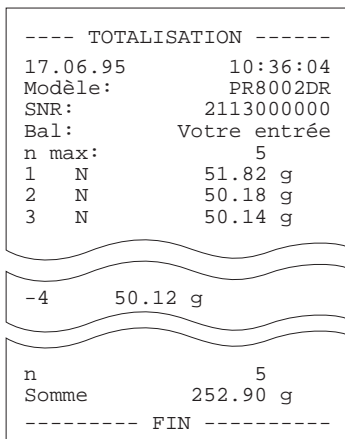 ---- TOTALISATION ------
17.06.95 10:36:04
Modèle: PR8002DR
SNR: 2113000000
Bal: Votre entrée
n max: 5
1 N 51.82 g
2 N 50.18 g
3 N 50.14 g
-4 50.12 g
n 5
Somme 252.90 g
--------- FIN ----------